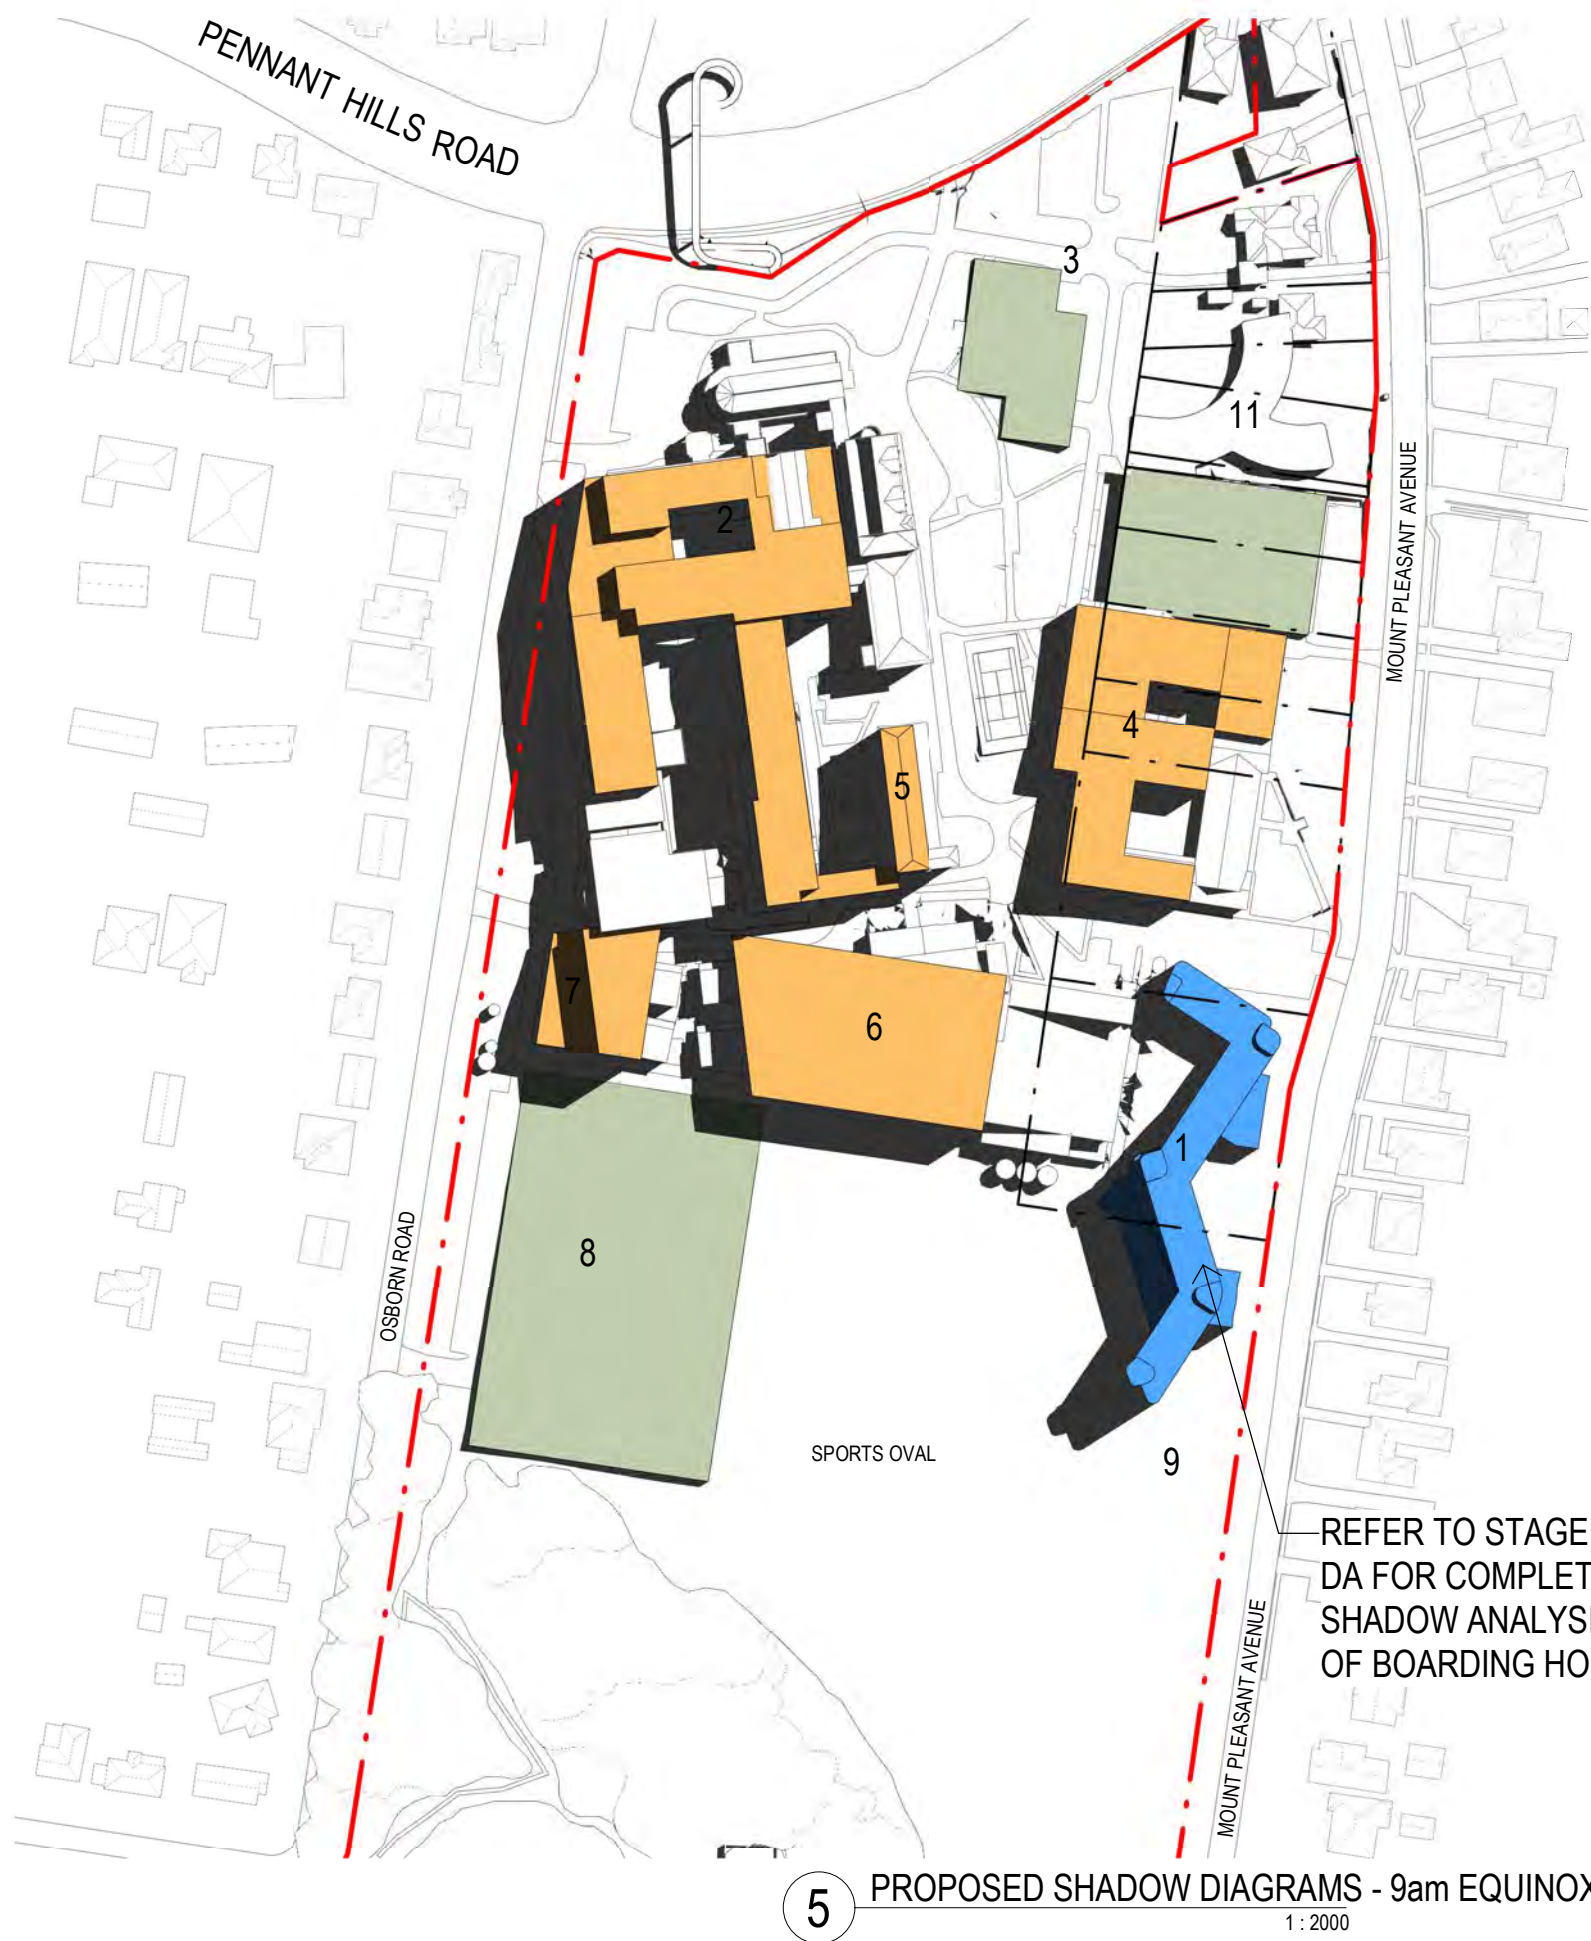 PENNANT HILLS ROAD
3
11
2
MOUNT PLEASANT AVENUE
4
5
7
6
1
8
OSBORN ROAD
SPORTS OVAL
9
REFER TO STAGE
DA FOR COMPLET
SHADOW ANALYSI
OF BOARDING HO
MOUNT PLEASANT AVENUE
5
PROPOSED SHADOW DIAGRAMS - 9am EQUINOX
1 : 2000